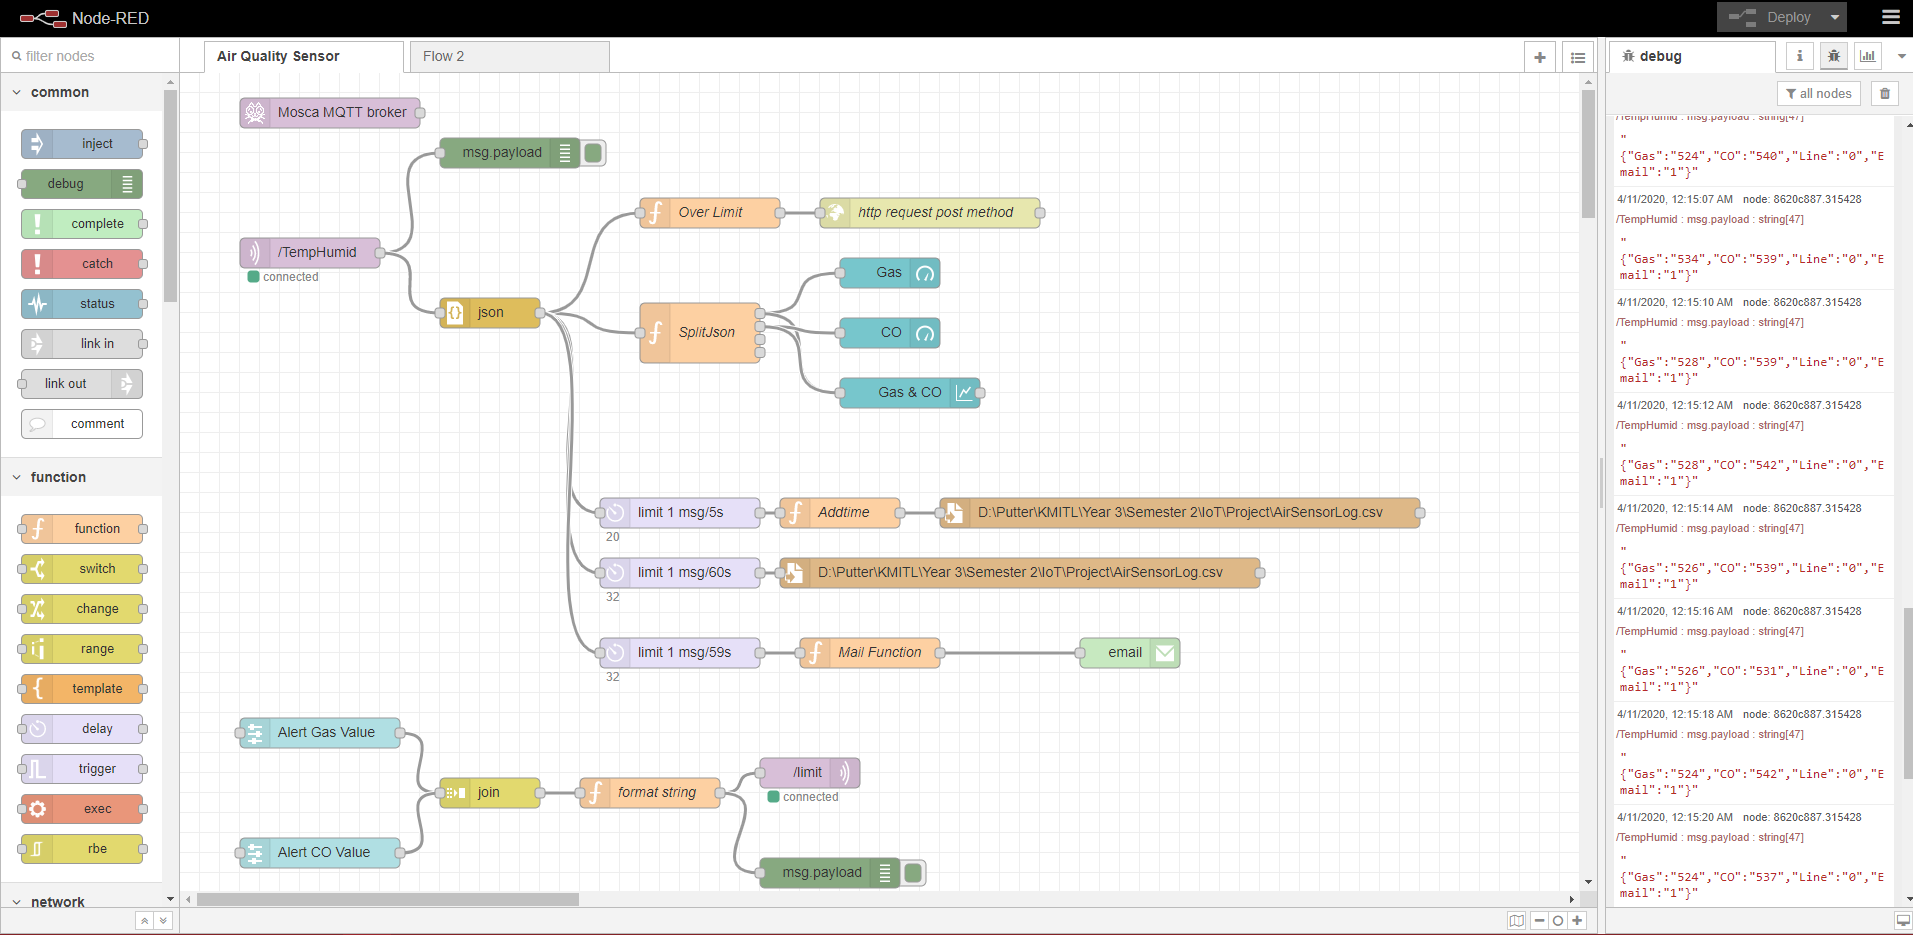 Node-RED
Deploy
filter nodes
common
inject
debug
complete
catch
status
link in
link out
comment
function
function
switch
change
range
template
delay
trigger
exec
rbe
network
Air Quality Sensor
Flow 2
Mosca MQTT broker
msg.payload
/TempHumid
connected
json
Over Limit
http request post method
SplitJson
Gas
CO
Gas & CO
limit 1 msg/5s
20
Addtime
D:\Putter\KMITL\Year 3\Semester 2\IoT\Project\AirSensorLog.csv
limit 1 msg/60s
32
D:\Putter\KMITL\Year 3\Semester 2\IoT\Project\AirSensorLog.csv
limit 1 msg/59s
32
Mail Function
email
Alert Gas Value
Alert CO Value
join
format string
/limit
connected
msg.payload
debug
all nodes
/TempHumid : msg.payload : string[47]
"
{"Gas":"524","CO":"540","Line":"0","E
mail":"1"}"
4/11/2020, 12:15:07 AM node: 8620c887.315428
/TempHumid : msg.payload : string[47]
"
{"Gas":"534","CO":"539","Line":"0","E
mail":"1"}"
4/11/2020, 12:15:10 AM node: 8620c887.315428
/TempHumid : msg.payload : string[47]
"
{"Gas":"528","CO":"539","Line":"0","E
mail":"1"}"
4/11/2020, 12:15:12 AM node: 8620c887.315428
/TempHumid : msg.payload : string[47]
"
{"Gas":"528","CO":"542","Line":"0","E
mail":"1"}"
4/11/2020, 12:15:14 AM node: 8620c887.315428
/TempHumid : msg.payload : string[47]
"
{"Gas":"526","CO":"539","Line":"0","E
mail":"1"}"
4/11/2020, 12:15:16 AM node: 8620c887.315428
/TempHumid : msg.payload : string[47]
"
{"Gas":"526","CO":"531","Line":"0","E
mail":"1"}"
4/11/2020, 12:15:18 AM node: 8620c887.315428
/TempHumid : msg.payload : string[47]
"
{"Gas":"524","CO":"542","Line":"0","E
mail":"1"}"
4/11/2020, 12:15:20 AM node: 8620c887.315428
/TempHumid : msg.payload : string[47]
"
{"Gas":"524","CO":"537","Line":"0","E
mail":"1"}"